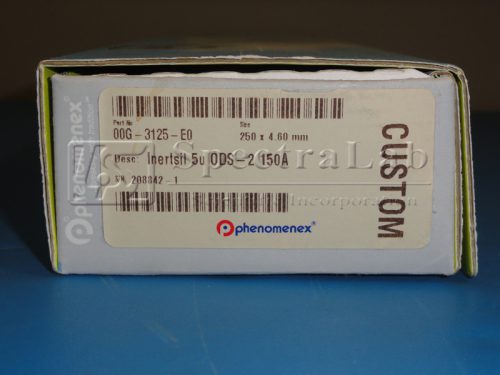 Part No
Size
00G-3125-E0
250 x 4.60 mm
Desc: Inertsil 5u ODS-2 150A
S/N 208842-1
phenomenex®
CUSTOM
phenomenex®
SpectraLab
Incorporation